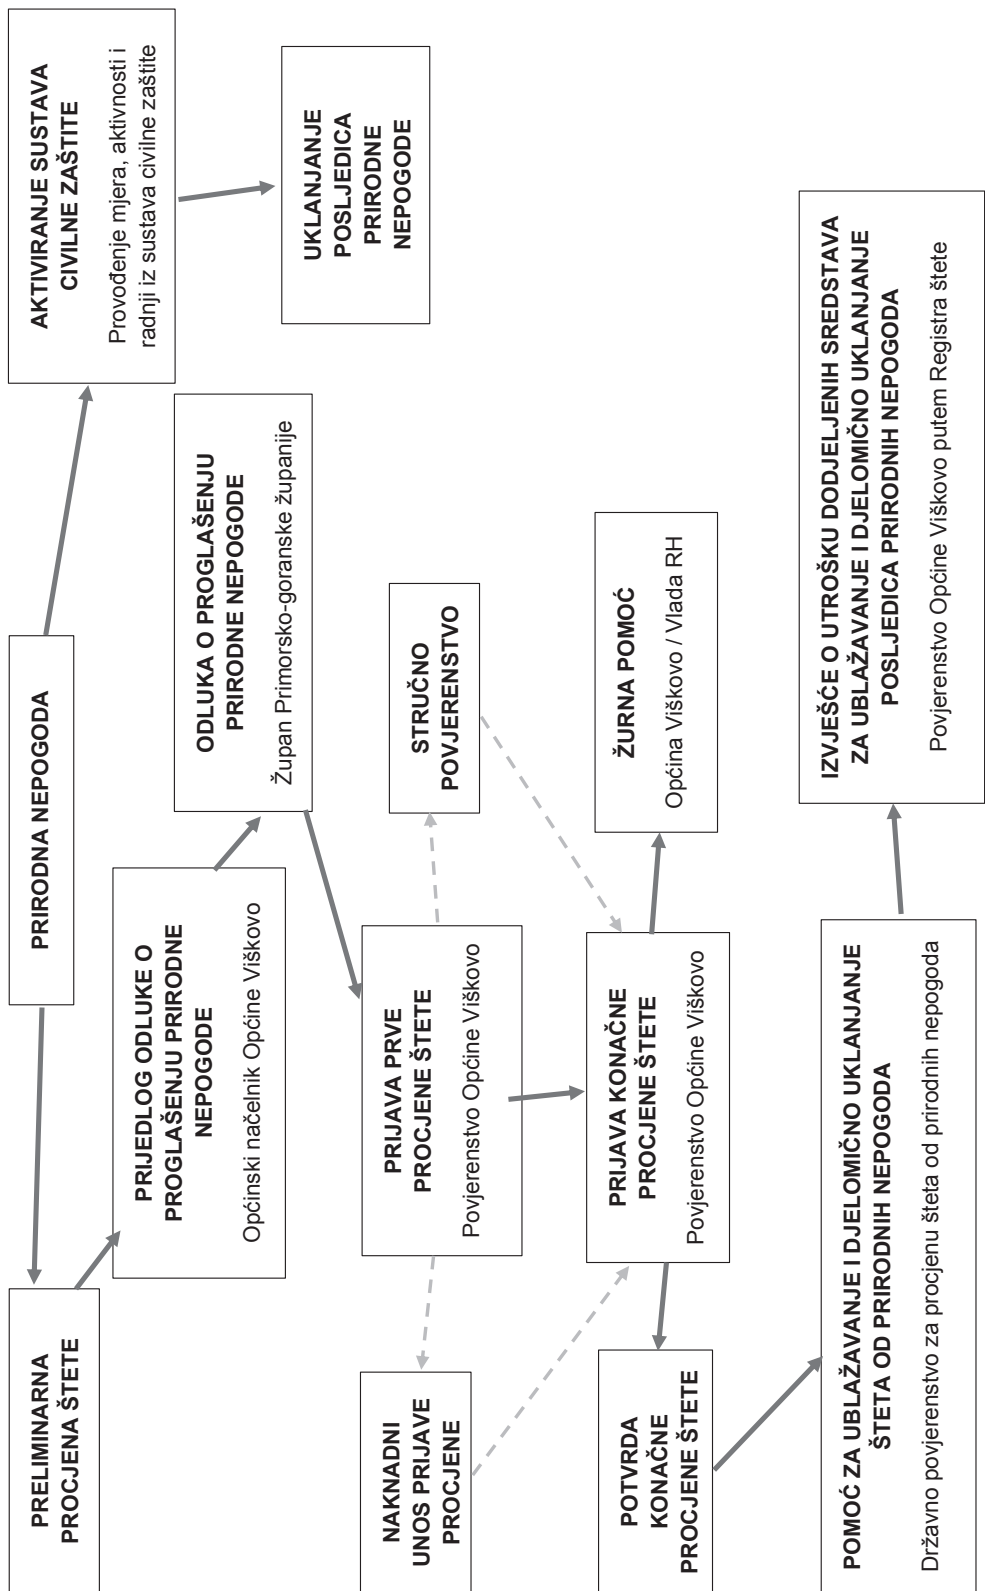 PRIRODNA NEPOGODA
PRELIMINARNA
PROCJENA ŠTETE
AKTIVIRANJE SUSTAVA
CIVILNE ZAŠTITE
Provođenje mjera, aktivnosti i
radnji iz sustava civilne zaštite
PRIJEDLOG ODLUKE O
PROGLAŠENJU PRIRODNE
NEPOGODE
Općinski načelnik Općine Viškovo
ODLUKA O PROGLAŠENJU
PRIRODNE NEPOGODE
Župan Primorsko-goranske županije
UKLANJANJE
POSLJEDICA
PRIRODNE
NEPOGODE
NAKNADNI
UNOS PRIJAVE
PROCJENE
PRIJAVA PRVE
PROCJENE ŠTETE
Povjerenstvo Općine Viškovo
STRUČNO
POVJERENSTVO
POTVRDA
KONAČNE
PROCJENE ŠTETE
PRIJAVA KONAČNE
PROCJENE ŠTETE
Povjerenstvo Općine Viškovo
ŽURNA POMOĆ
Općina Viškovo / Vlada RH
POMOĆ ZA UBLAŽAVANJE I DJELOMIČNO UKLANJANJE
ŠTETA OD PRIRODNIH NEPOGODA
Državno povjerenstvo za procjenu šteta od prirodnih nepogoda
IZVJEŠĆE O UTROŠKU DODJELJENIH SREDSTAVA
ZA UBLAŽAVANJE I DJELOMIČNO UKLANJANJE
POSLJEDICA PRIRODNIH NEPOGODA
Povjerenstvo Općine Viškovo putem Registra štete